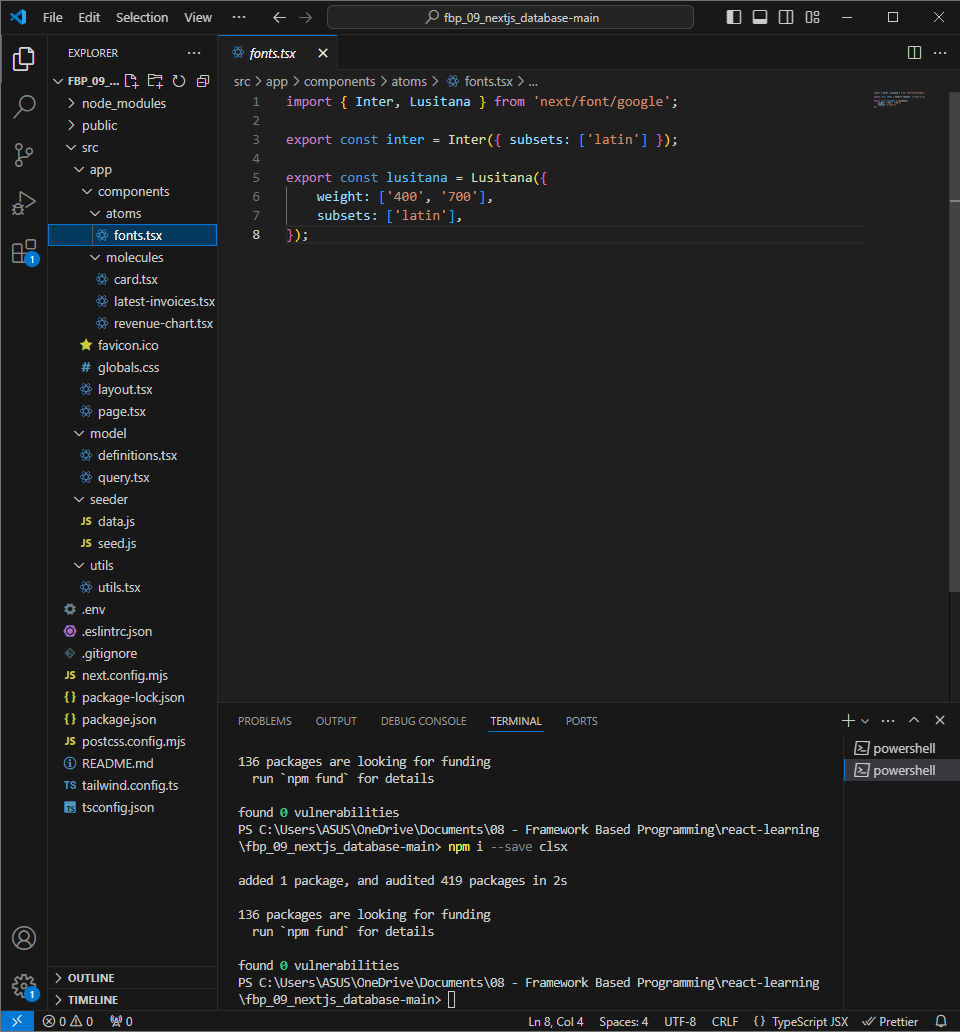 File Edit Selection View ··· fbp_09_nextjs_database-main
EXPLORER ···
FBP_09_...
node_modules
public
src
app
components
atoms
fonts.tsx
molecules
card.tsx
latest-invoices.tsx
revenue-chart.tsx
favicon.ico
# globals.css
layout.tsx
page.tsx
model
definitions.tsx
query.tsx
seeder
JS data.js
JS seed.js
utils
utils.tsx
.env
.eslintrc.json
.gitignore
JS next.config.mjs
{} package-lock.json
{} package.json
JS postcss.config.mjs
README.md
TS tailwind.config.ts
TS tsconfig.json
OUTLINE
TIMELINE
1
1
fonts.tsx
src > app > components > atoms > fonts.tsx > ...
1 import { Inter, Lusitana } from 'next/font/google';
2
3 export const inter = Inter({ subsets: ['latin'] });
4
5 export const lusitana = Lusitana({
6 weight: ['400', '700'],
7 subsets: ['latin'],
8 });
PROBLEMS OUTPUT DEBUG CONSOLE TERMINAL PORTS
powershell
powershell
136 packages are looking for funding
run `npm fund` for details
found 0 vulnerabilities
PS C:\Users\ASUS\OneDrive\Documents\08 - Framework Based Programming\react-learning
\fbp_09_nextjs_database-main> npm i --save clsx
added 1 package, and audited 419 packages in 2s
136 packages are looking for funding
run `npm fund` for details
found 0 vulnerabilities
PS C:\Users\ASUS\OneDrive\Documents\08 - Framework Based Programming\react-learning
\fbp_09_nextjs_database-main>
0 0 0 Ln 8, Col 4 Spaces: 4 UTF-8 CRLF {} TypeScript JSX Prettier